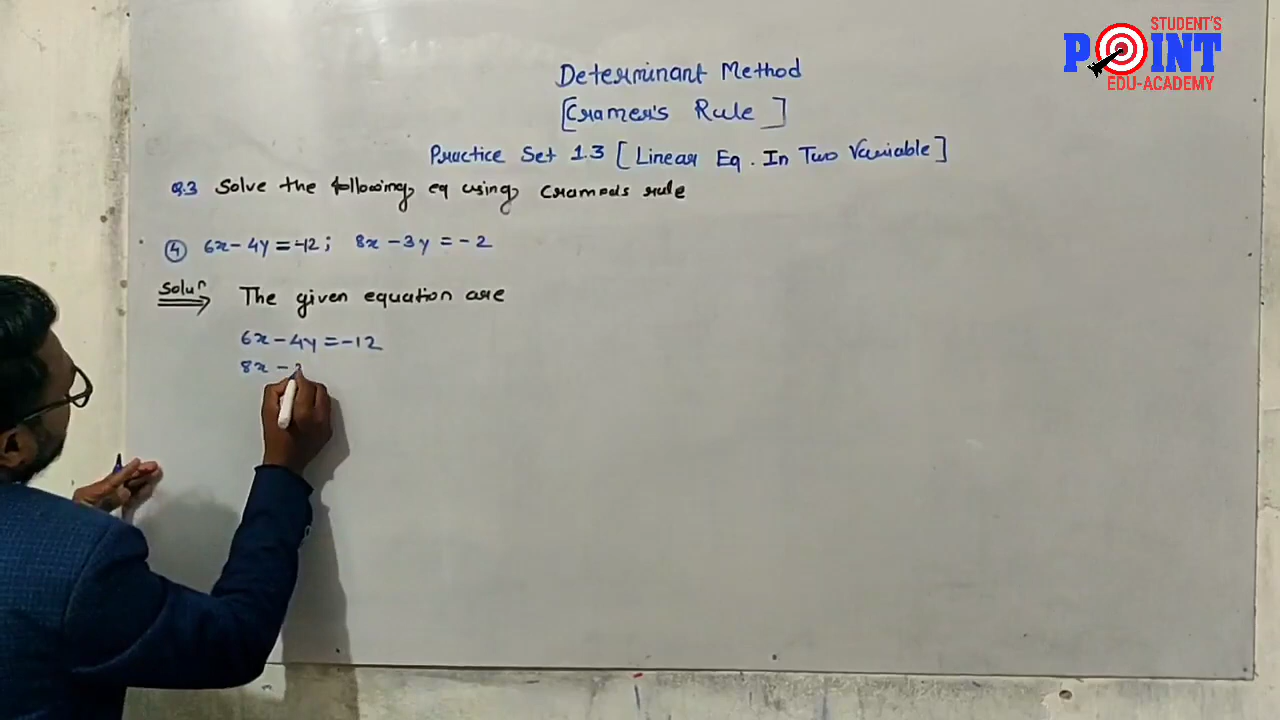 STUDENT'S
POINT
EDU-ACADEMY
Determinant Method
[Cramer's Rule]
Practice Set 1.3 [Linear Eq. In Two Variable]
Q.3 Solve the following eq using rule
④ 6x - 4y = -12 ; 8x - 3y = - 2
Solun The given equation are
6x - 4y = -12
8x - 3